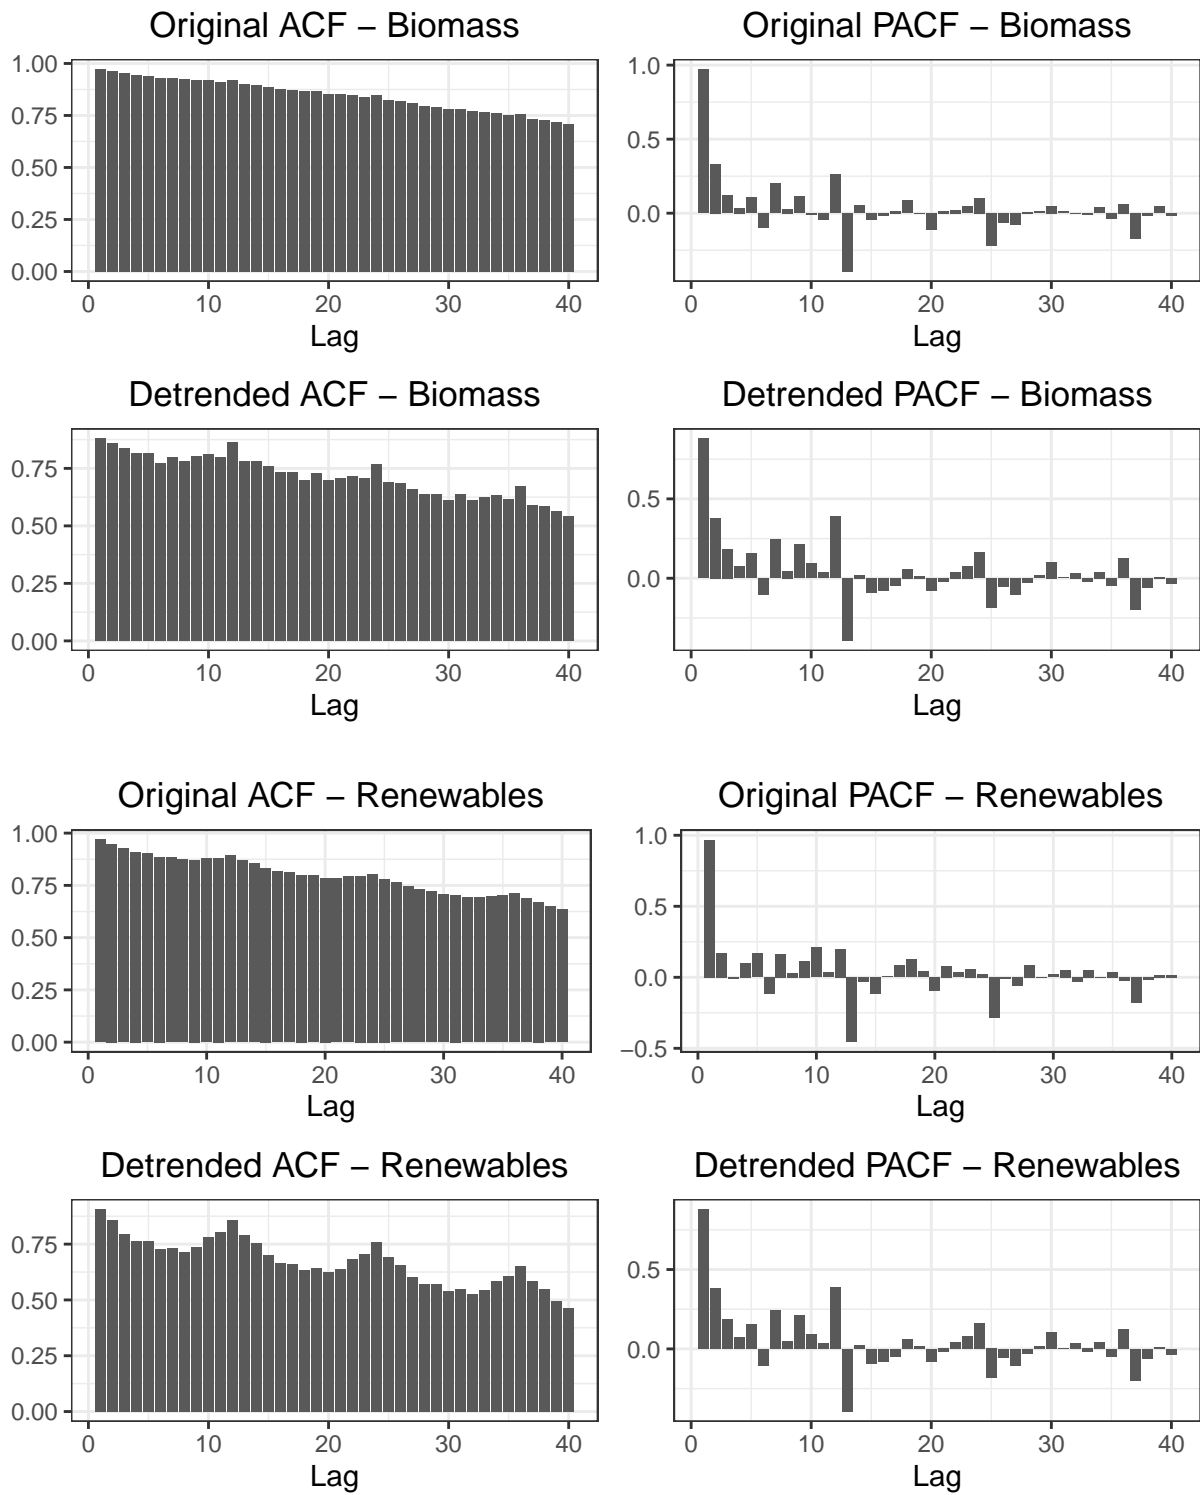 Original ACF – Biomass
1.00
0.75
0.50
0.25
0.00
0 10 20 30 40
Lag
Original PACF – Biomass
1.0
0.5
0.0
0 10 20 30 40
Lag
Detrended ACF – Biomass
0.75
0.50
0.25
0.00
0 10 20 30 40
Lag
Detrended PACF – Biomass
0.5
0.0
0 10 20 30 40
Lag
Original ACF – Renewables
1.00
0.75
0.50
0.25
0.00
0 10 20 30 40
Lag
Original PACF – Renewables
1.0
0.5
0.0
−0.5
0 10 20 30 40
Lag
Detrended ACF – Renewables
0.75
0.50
0.25
0.00
0 10 20 30 40
Lag
Detrended PACF – Renewables
0.5
0.0
0 10 20 30 40
Lag